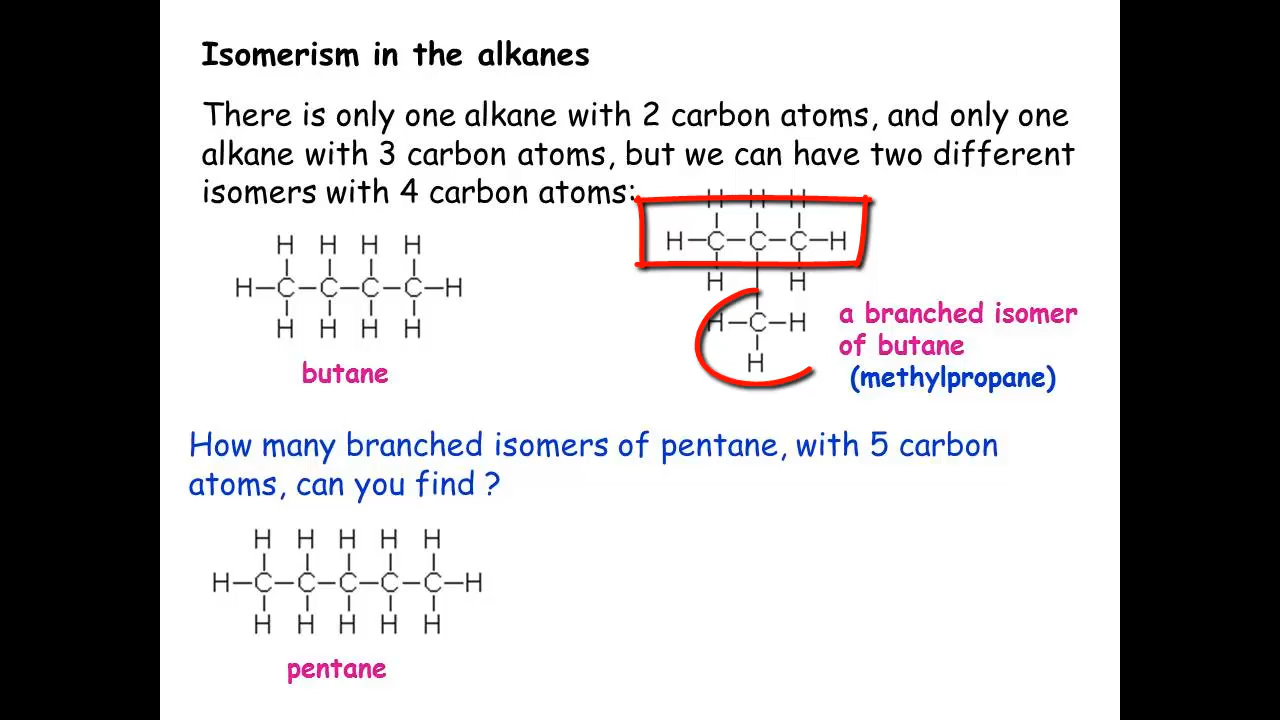 Isomerism in the alkanes
There is only one alkane with 2 carbon atoms, and only one
alkane with 3 carbon atoms, but we can have two different
isomers with 4 carbon atoms:
H H H
H-C-C-C-H
H H
H-C-H
H
H H H H
H-C-C-C-C-H
H H H H
butane
a branched isomer
of butane
(methylpropane)
How many branched isomers of pentane, with 5 carbon
atoms, can you find ?
H H H H H
H-C-C-C-C-C-H
H H H H H
pentane